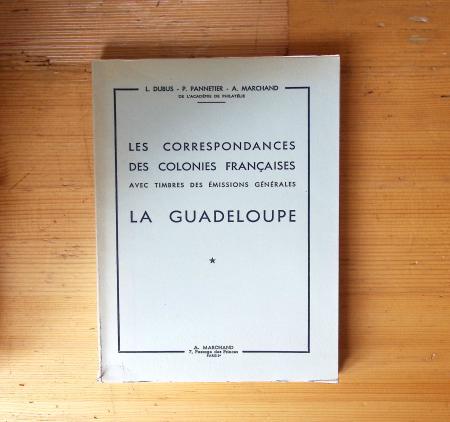 L. DUBUS - P. PANNETIER - A. MARCHAND
DE L'ACADÉMIE DE PHILATÉLIE
LES CORRESPONDANCES
DES COLONIES FRANÇAISES
AVEC TIMBRES DES ÉMISSIONS GÉNÉRALES
LA GUADELOUPE
*
A. MARCHAND
7, Passage des Princes
PARIS-2e